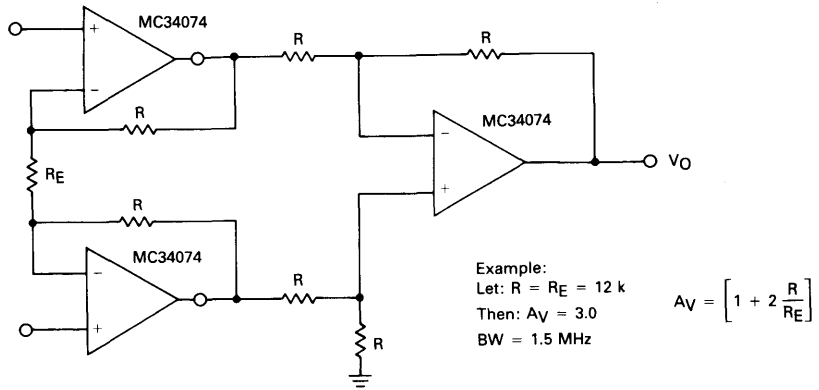 MC34074
R
R
R
MC34074
RE
R
MC34074
R
R
VO
Example:
Let: R = RE = 12 k
Then: AV = 3.0
BW = 1.5 MHz
AV = [1 + 2 R/RE]